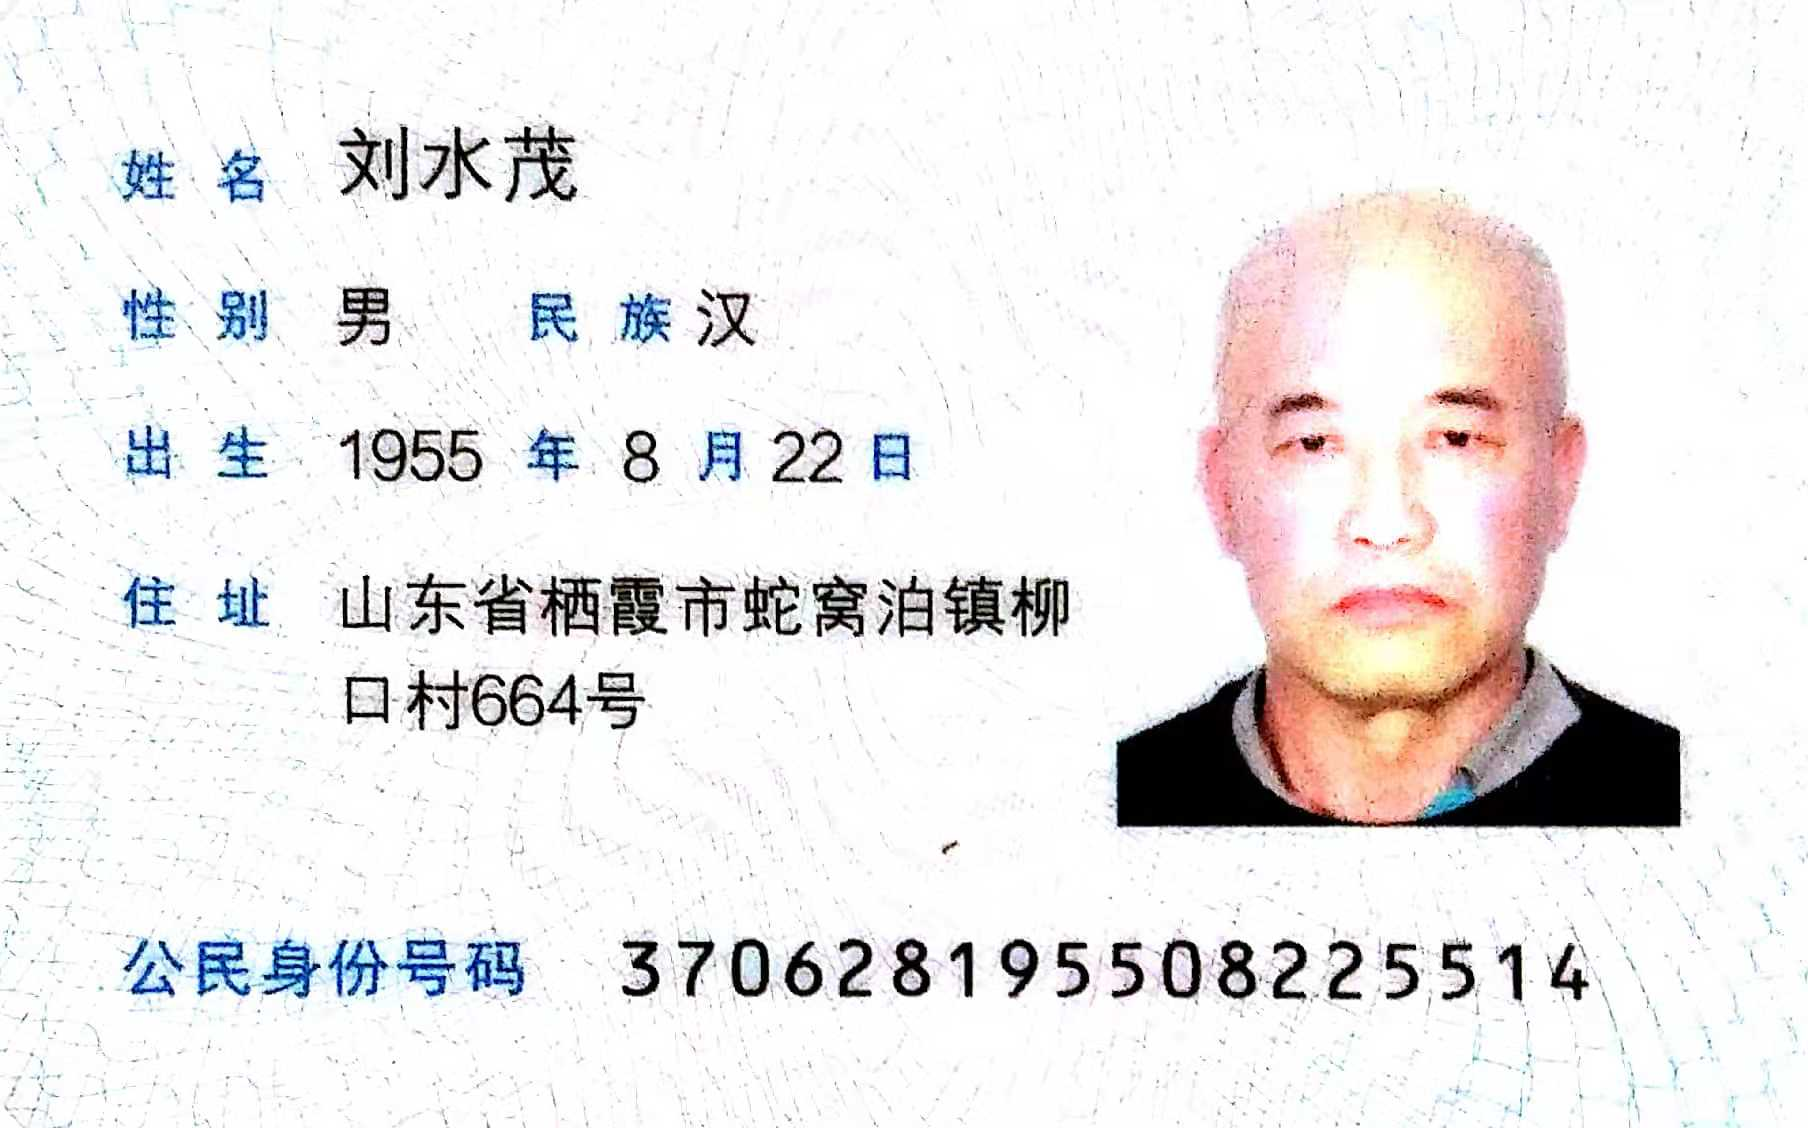 姓名 刘水茂
性别 男 民族 汉
出生 1955 年 8 月 22 日
住址 山东省栖霞市蛇窝泊镇柳
口村664号
公民身份号码 370628195508225514